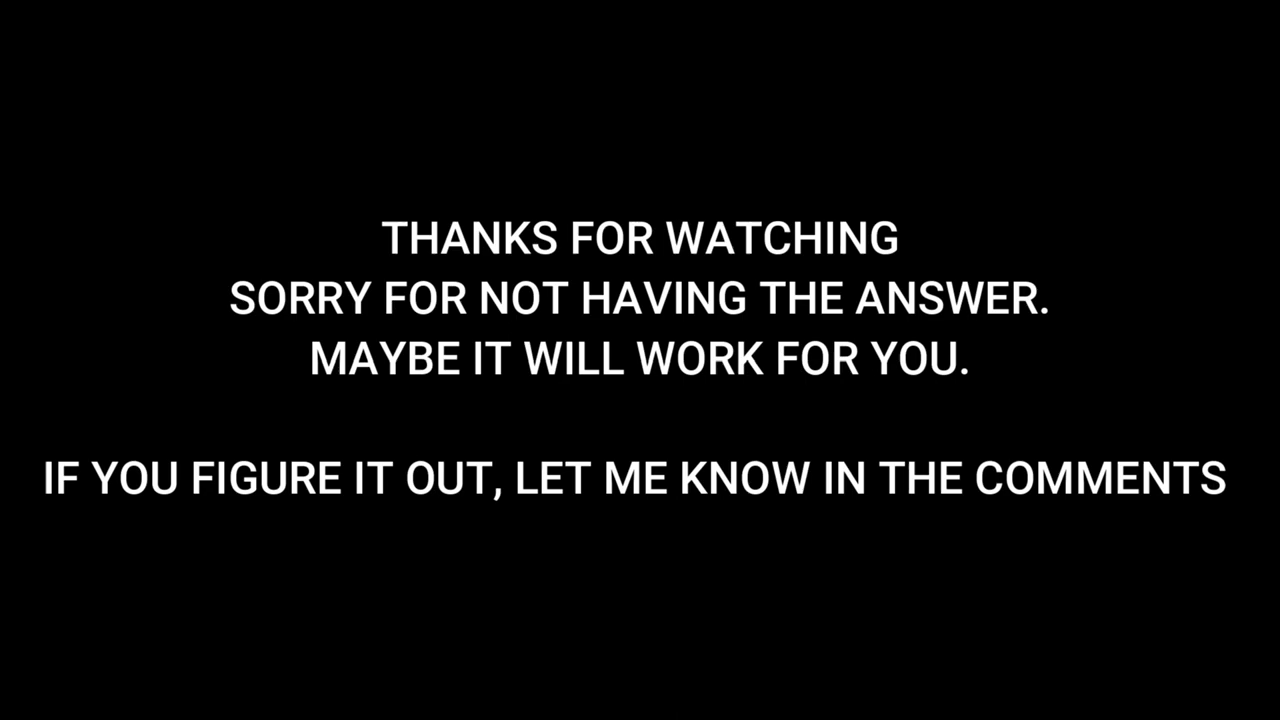 THANKS FOR WATCHING
SORRY FOR NOT HAVING THE ANSWER.
MAYBE IT WILL WORK FOR YOU.
IF YOU FIGURE IT OUT, LET ME KNOW IN THE COMMENTS